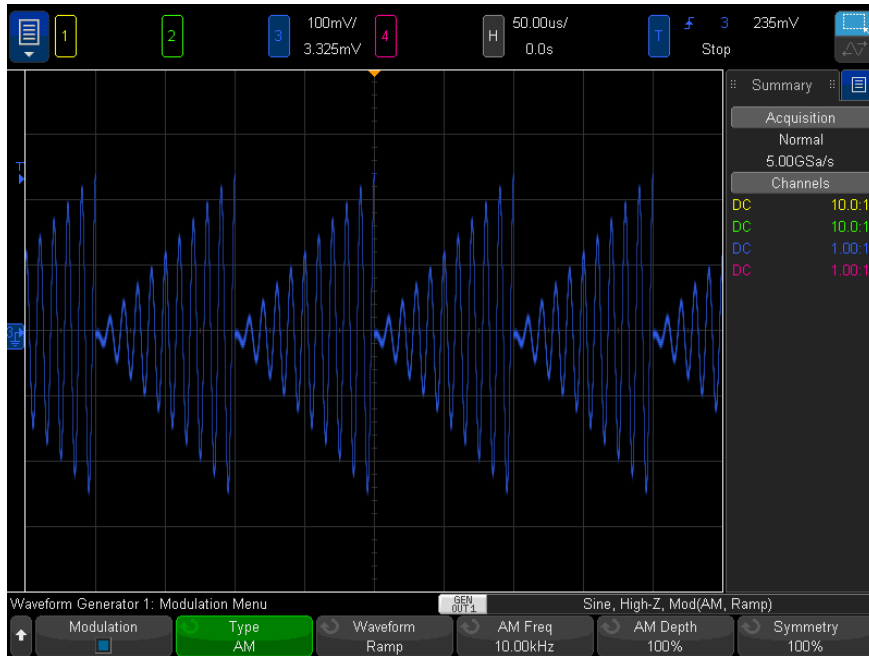 1 2 3 100mV/ 3.325mV 4 H 50.00us/ 0.0s T 3 235mV Stop
Summary
Acquisition
Normal
5.00GSa/s
Channels
DC 10.0:1
DC 10.0:1
DC 1.00:1
DC 1.00:1
T
3
Waveform Generator 1: Modulation Menu GEN OUT1 Sine, High-Z, Mod(AM, Ramp)
Modulation Type Waveform AM Freq AM Depth Symmetry
AM Ramp 10.00kHz 100% 100%